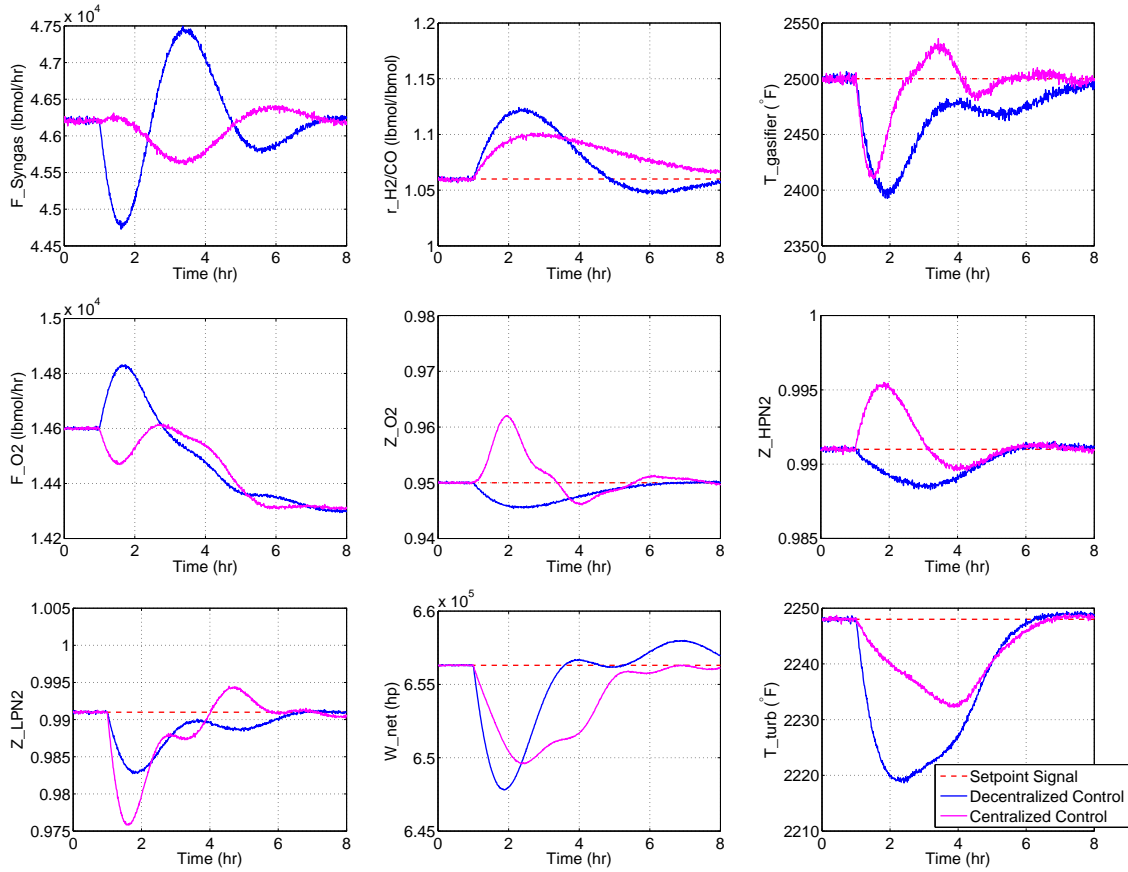 x 10^4
4.75
4.7
4.65
4.6
4.55
4.5
4.45
F_Syngas (lbmol/hr)
0 2 4 6 8
Time (hr)
1.2
1.15
1.1
1.05
1
r_H2/CO (lbmol/lbmol)
0 2 4 6 8
Time (hr)
2550
2500
2450
2400
2350
T_gasifier (°F)
0 2 4 6 8
Time (hr)
x 10^4
1.5
1.48
1.46
1.44
1.42
F_O2 (lbmol/hr)
0 2 4 6 8
Time (hr)
0.98
0.97
0.96
0.95
0.94
Z_O2
0 2 4 6 8
Time (hr)
1
0.995
0.99
0.985
Z_HPN2
0 2 4 6 8
Time (hr)
1.005
1
0.995
0.99
0.985
0.98
0.975
Z_LPN2
0 2 4 6 8
Time (hr)
x 10^5
6.6
6.55
6.5
6.45
W_net (hp)
0 2 4 6 8
Time (hr)
2250
2240
2230
2220
2210
T_turb (°F)
0 2 4 6 8
Time (hr)
Setpoint Signal
Decentralized Control
Centralized Control